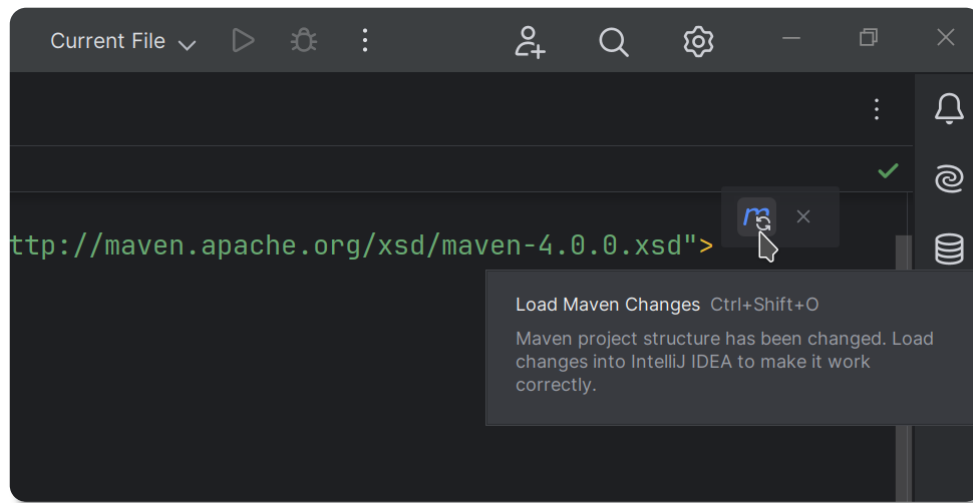 Current File
ttp://maven.apache.org/xsd/maven-4.0.0.xsd">
m
Load Maven Changes Ctrl+Shift+O
Maven project structure has been changed. Load
changes into IntelliJ IDEA to make it work
correctly.